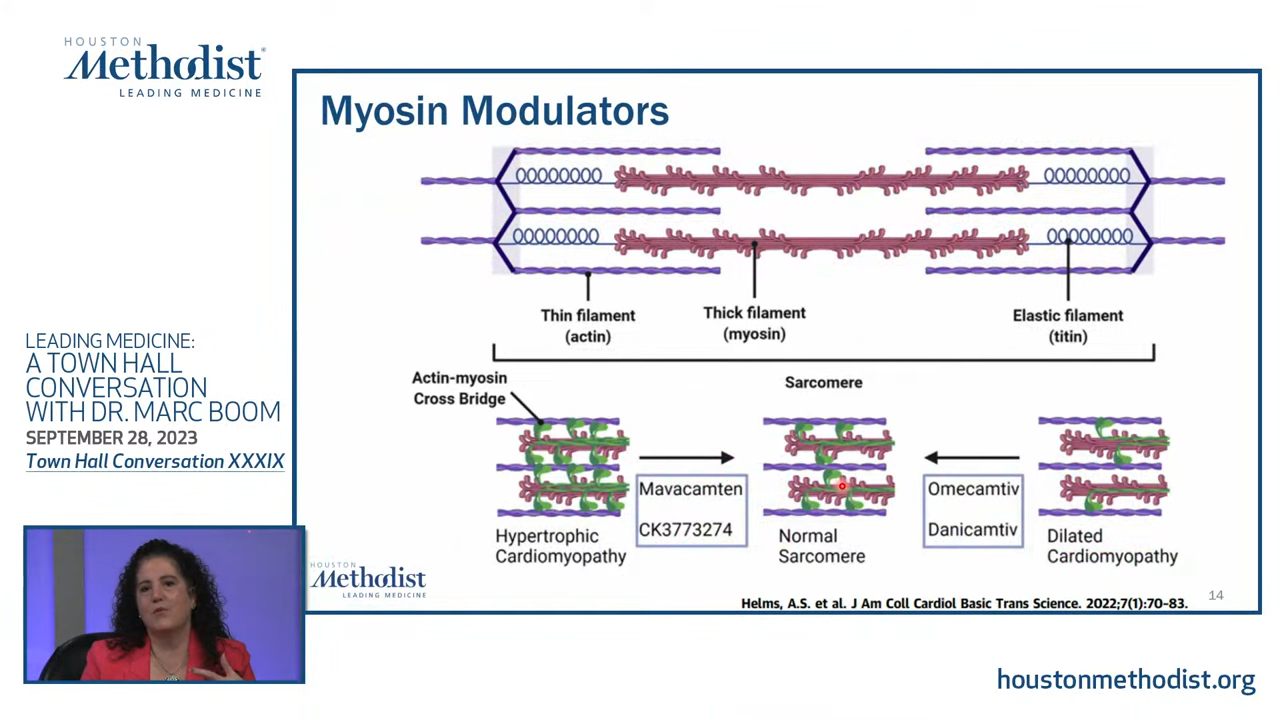 HOUSTON
Methodist
LEADING MEDICINE
LEADING MEDICINE:
A TOWN HALL
CONVERSATION
WITH DR. MARC BOOM
SEPTEMBER 28, 2023
Town Hall Conversation XXXIX
Myosin Modulators
Thin filament
(actin)
Thick filament
(myosin)
Elastic filament
(titin)
Actin-myosin
Cross Bridge
Sarcomere
Mavacamten
CK3773274
Omecamtiv
Danicamtiv
Hypertrophic
Cardiomyopathy
Normal
Sarcomere
Dilated
Cardiomyopathy
HOUSTON
Methodist
LEADING MEDICINE
Helms, A.S. et al. J Am Coll Cardiol Basic Trans Science. 2022;7(1):70-83.
14
houstonmethodist.org